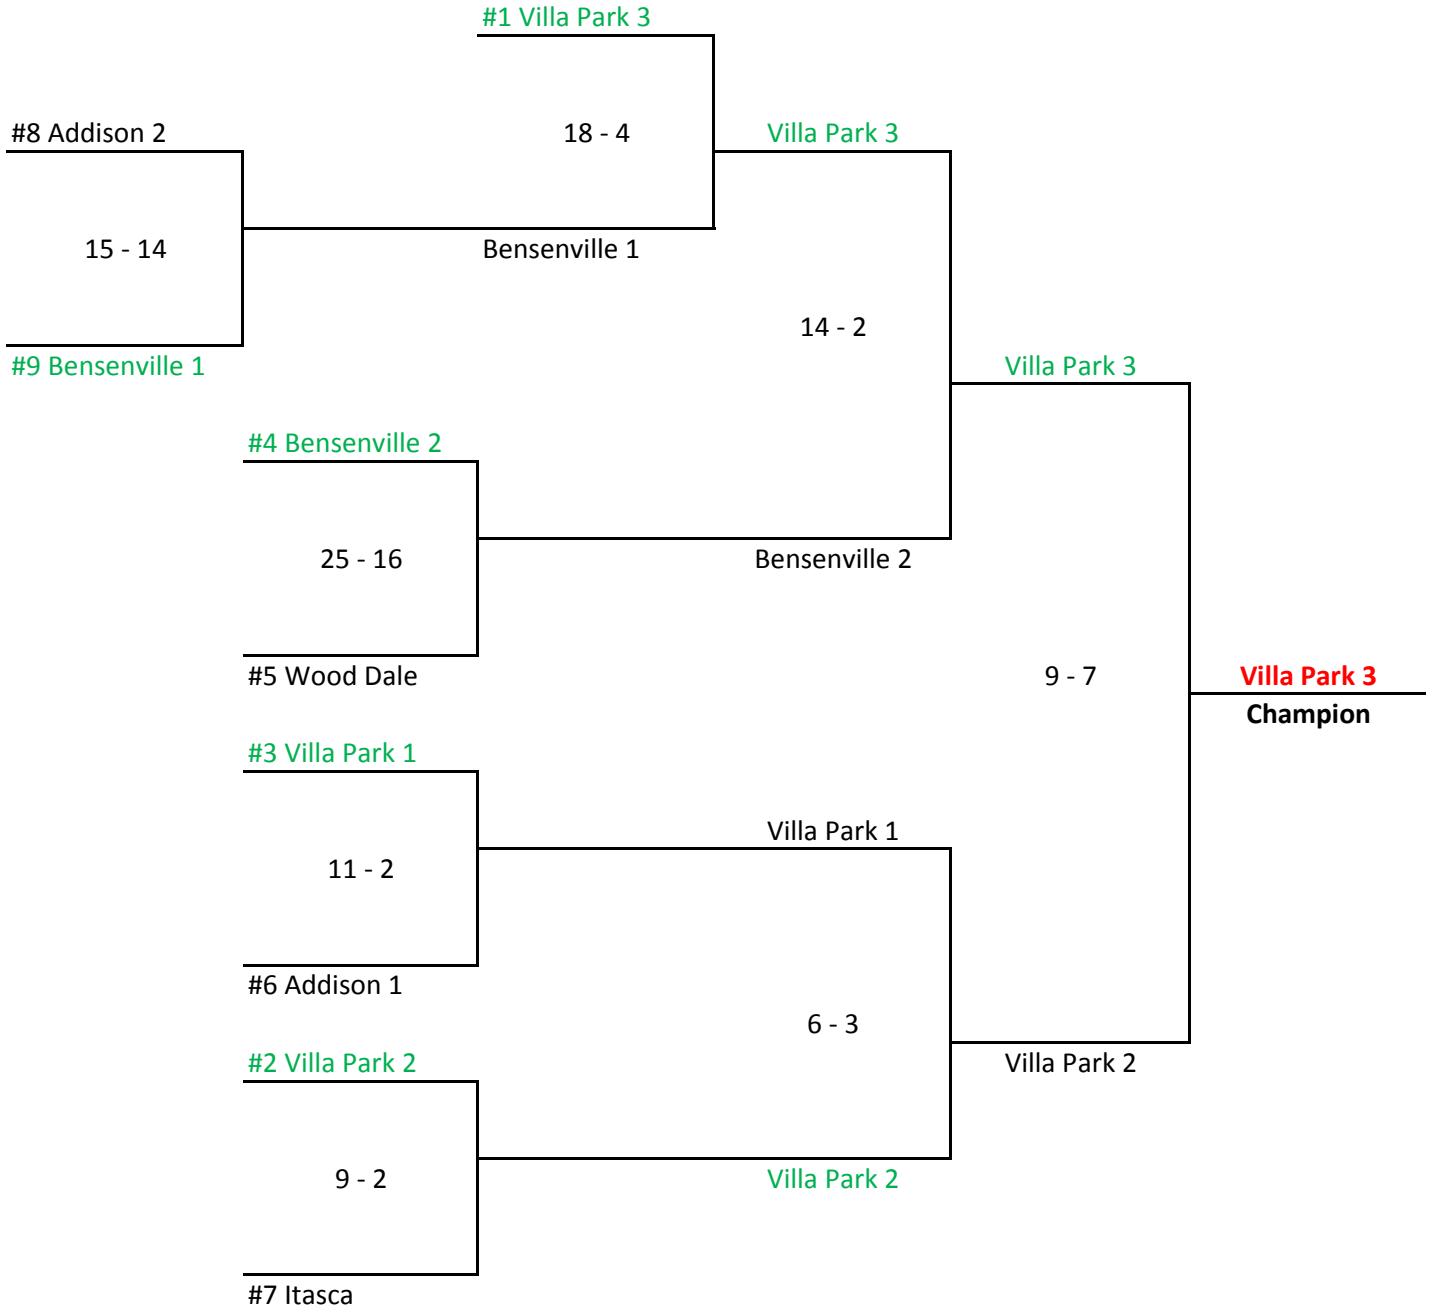 #1 Villa Park 3
#8 Addison 2
18 - 4
Villa Park 3
15 - 14
Bensenville 1
14 - 2
#9 Bensenville 1
Villa Park 3
#4 Bensenville 2
25 - 16
Bensenville 2
#5 Wood Dale
9 - 7
Villa Park 3
Champion
#3 Villa Park 1
Villa Park 1
11 - 2
#6 Addison 1
6 - 3
#2 Villa Park 2
Villa Park 2
9 - 2
Villa Park 2
#7 Itasca